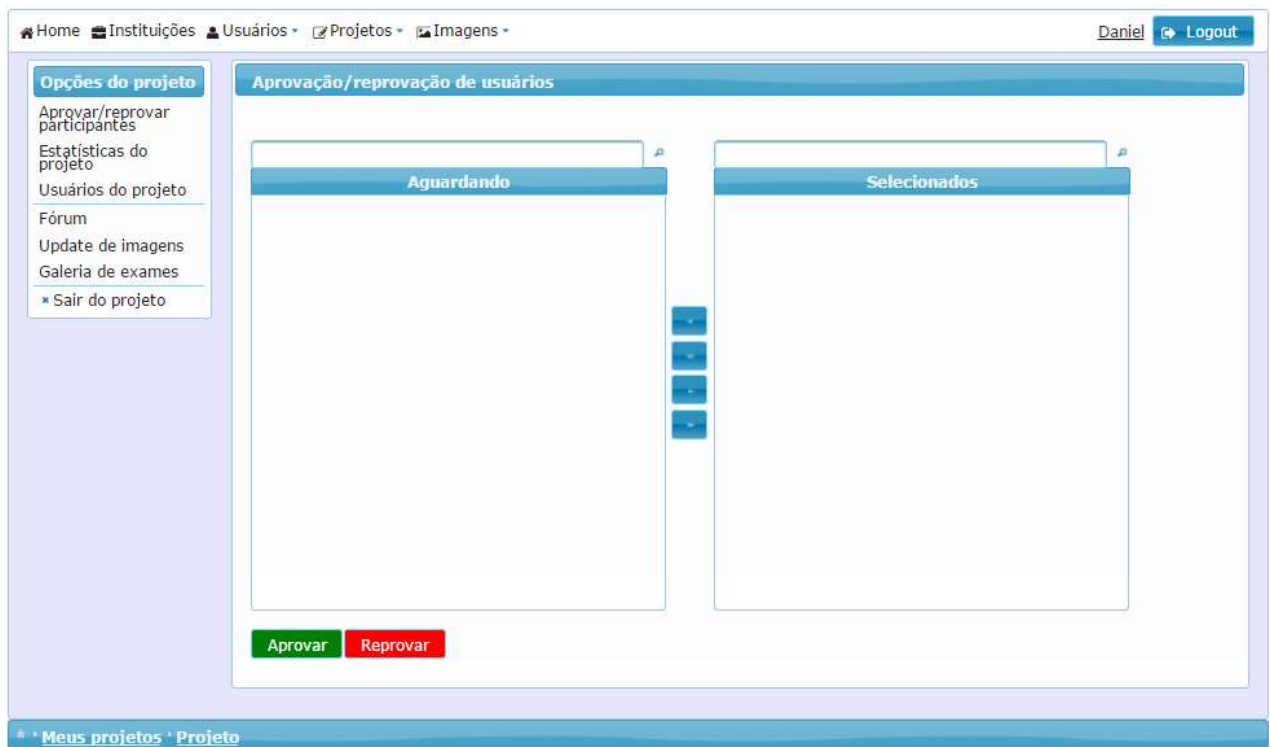 Home Instituições Usuários Projetos Imagens Daniel Logout
Opções do projeto
Aprovar/reprovar
participantes
Estatísticas do
projeto
Usuários do projeto
Fórum
Update de imagens
Galeria de exames
Sair do projeto
Aprovação/reprovação de usuários
Aguardando
Selecionados
Aprovar Reprovar
Meus projetos Projeto